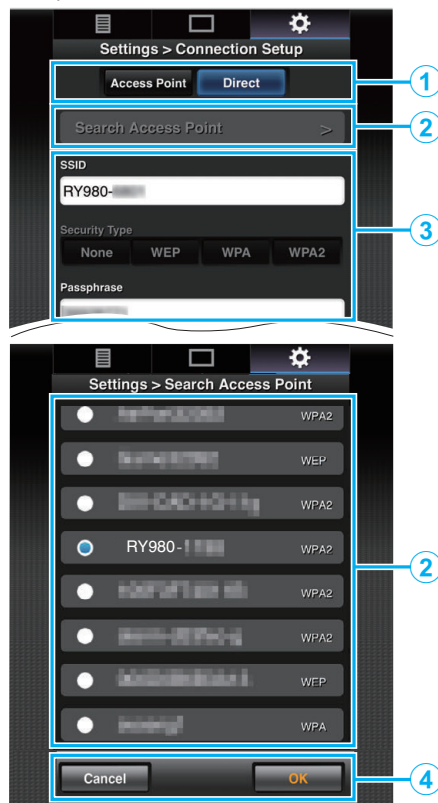 Settings > Connection Setup
Access Point Direct
1
Search Access Point >
2
SSID
RY980-
3
Security Type
None WEP WPA WPA2
Passphrase
Settings > Search Access Point
WPA2
WEP
WPA2
RY980- WPA2
2
WPA2
WPA2
WEP
WPA
Cancel OK
4